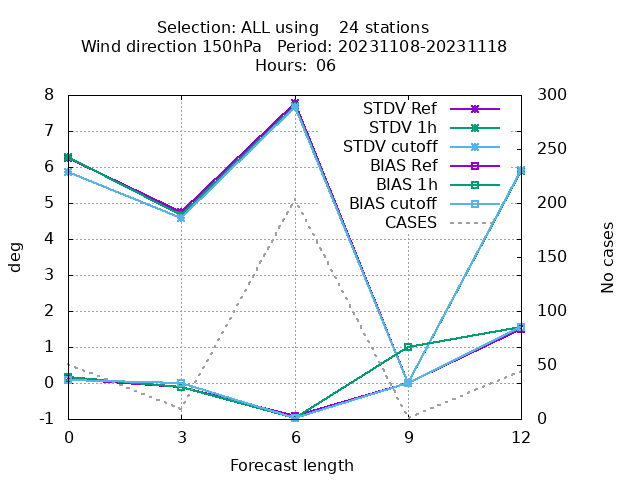 Selection: ALL using    24 stations
Wind direction 150hPa   Period: 20231108-20231118
Hours:  06
STDV Ref
STDV 1h
STDV cutoff
BIAS Ref
BIAS 1h
BIAS cutoff
CASES
8
7
6
5
4
3
2
1
0
-1
deg
300
250
200
150
100
50
0
No cases
0 3 6 9 12
Forecast length